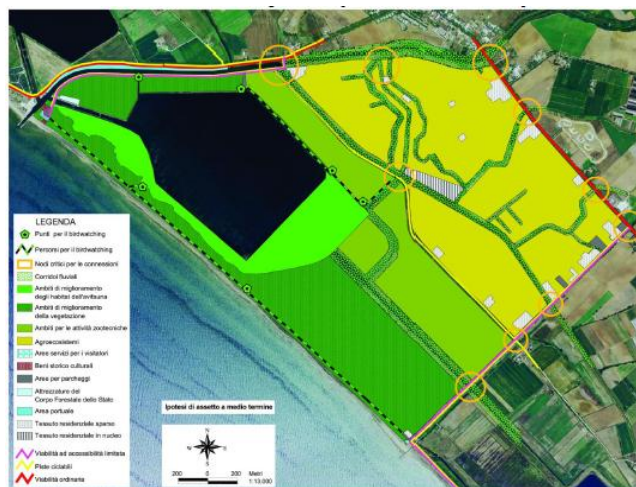 LEGENDA
Punti per il birdwatching
Percorsi per il birdwatching
Nodi critici per le connessioni
Corridoi fluviali
Ambiti di miglioramento
degli habitat dell'avifauna
Ambiti di miglioramento
della vegetazione
Ambiti per le attività zootecniche
Agroecosistemi
Aree servizi per i visitatori
Beni storico culturali
Aree per parcheggi
Attrezzature del
Corpo Forestale dello Stato
Area portuale
Tessuto residenziale sparso
Tessuto residenziale in nucleo
Viabilità ad accessibilità limitata
Piste ciclabili
Viabilità ordinaria
Ipotesi di assetto a medio termine
N
S
200 0 200 Metri
1:13.000